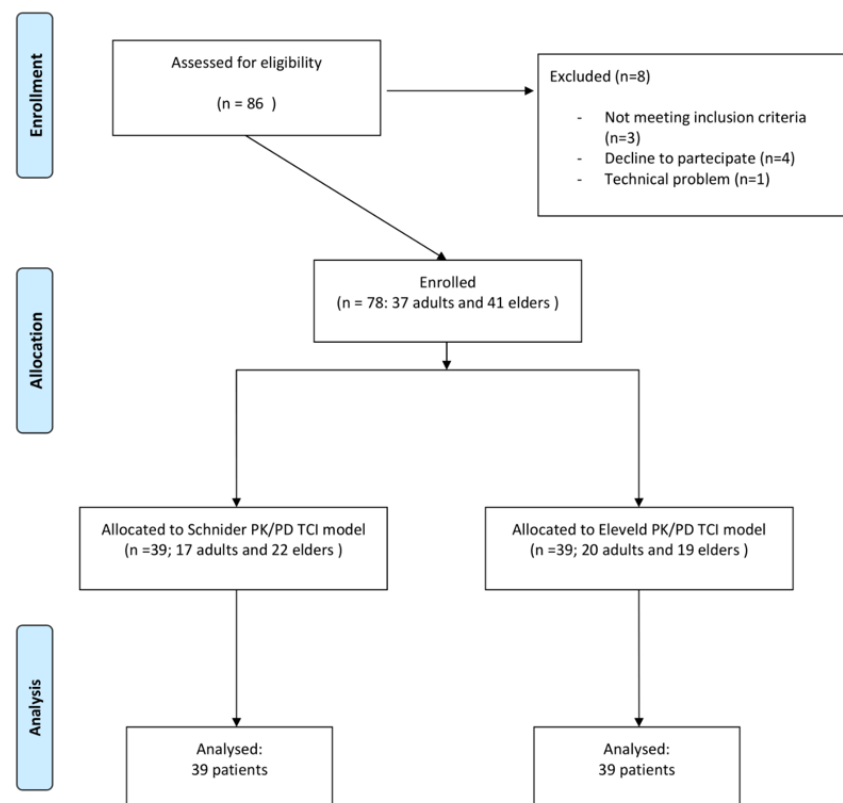 Enrollment
Assessed for eligibility
(n = 86 )
Excluded (n=8)
- Not meeting inclusion criteria
(n=3)
- Decline to partecipate (n=4)
- Technical problem (n=1)
Allocation
Enrolled
(n = 78: 37 adults and 41 elders )
Allocated to Schnider PK/PD TCI model
(n =39; 17 adults and 22 elders )
Allocated to Eleveld PK/PD TCI model
(n =39; 20 adults and 19 elders )
Analysis
Analysed:
39 patients
Analysed:
39 patients